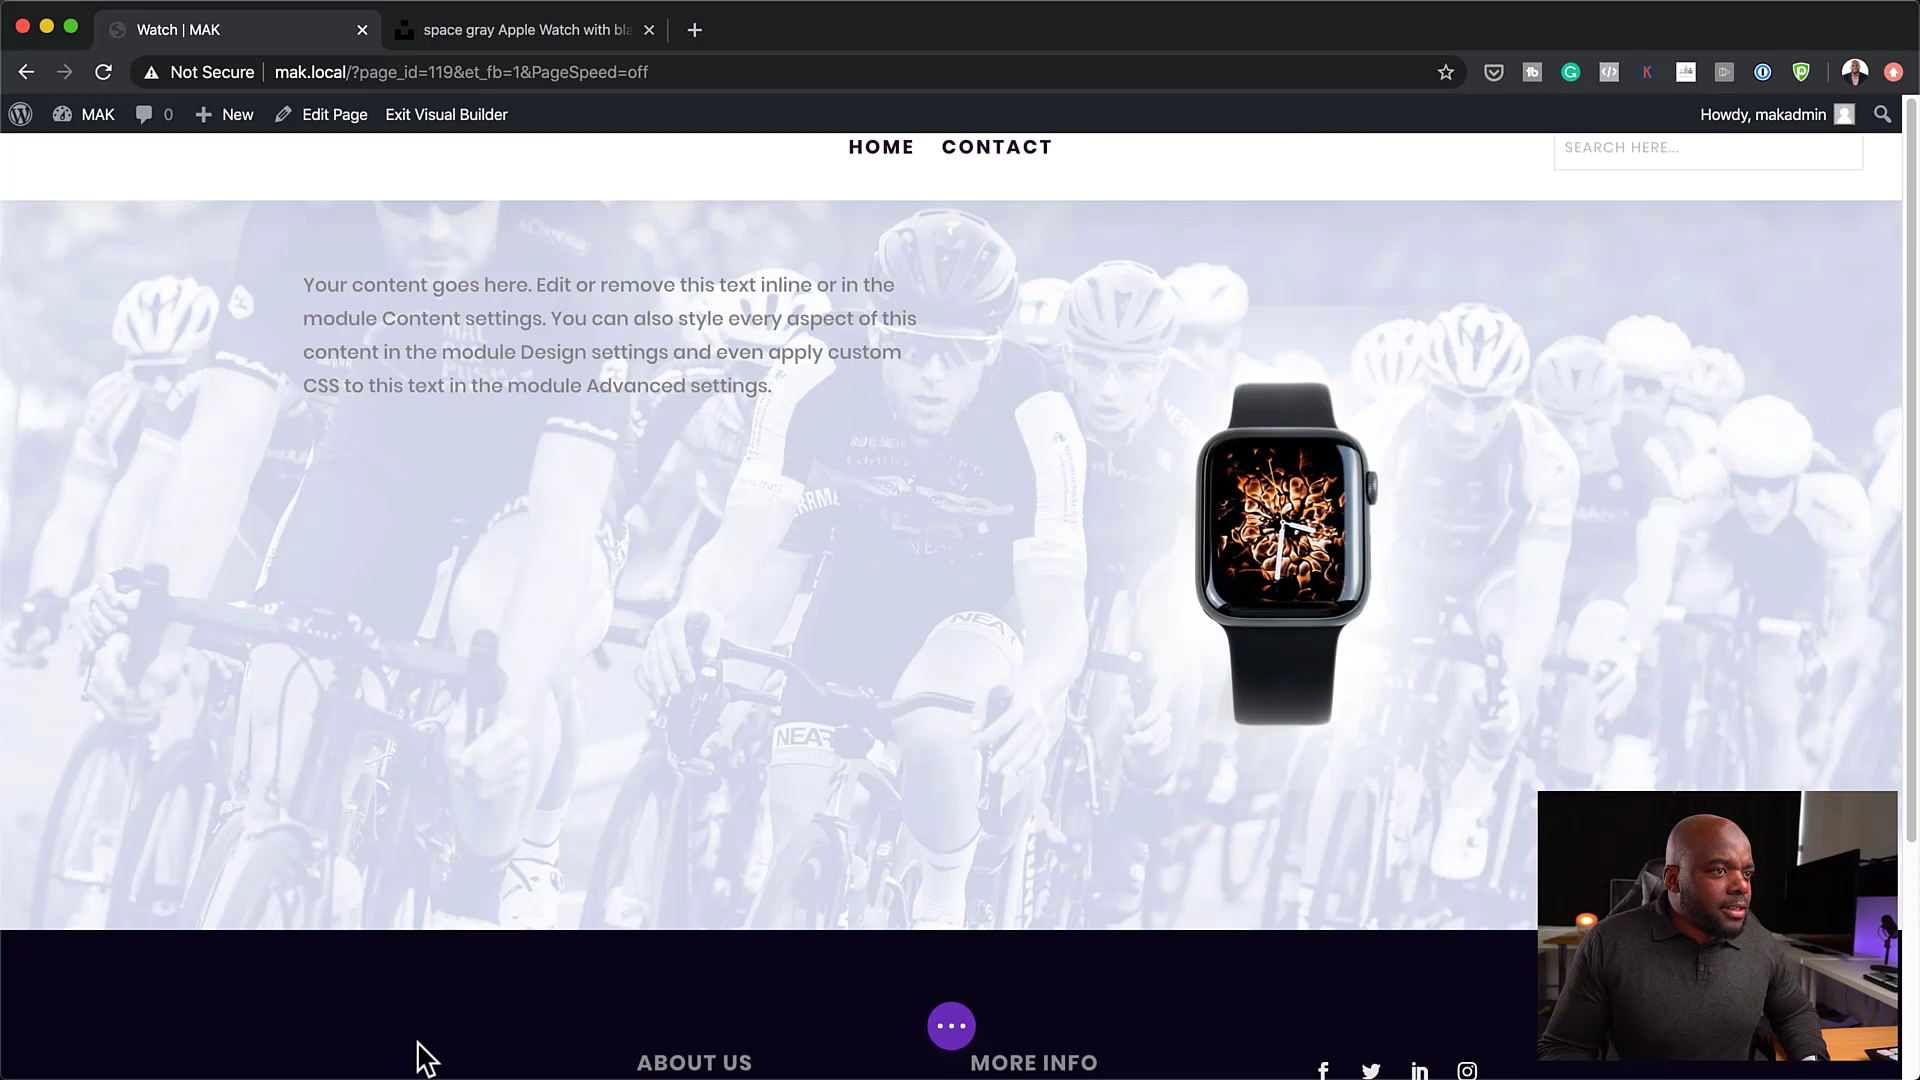 Watch | MAK
space gray Apple Watch with bla
Not Secure
mak.local/?page_id=119&et_fb=1&PageSpeed=off
MAK
0
New
Edit Page
Exit Visual Builder
Howdy, makadmin
HOME
CONTACT
SEARCH HERE...
Your content goes here. Edit or remove this text inline or in the
module Content settings. You can also style every aspect of this
content in the module Design settings and even apply custom
CSS to this text in the module Advanced settings.
NEAR
ABOUT US
MORE INFO